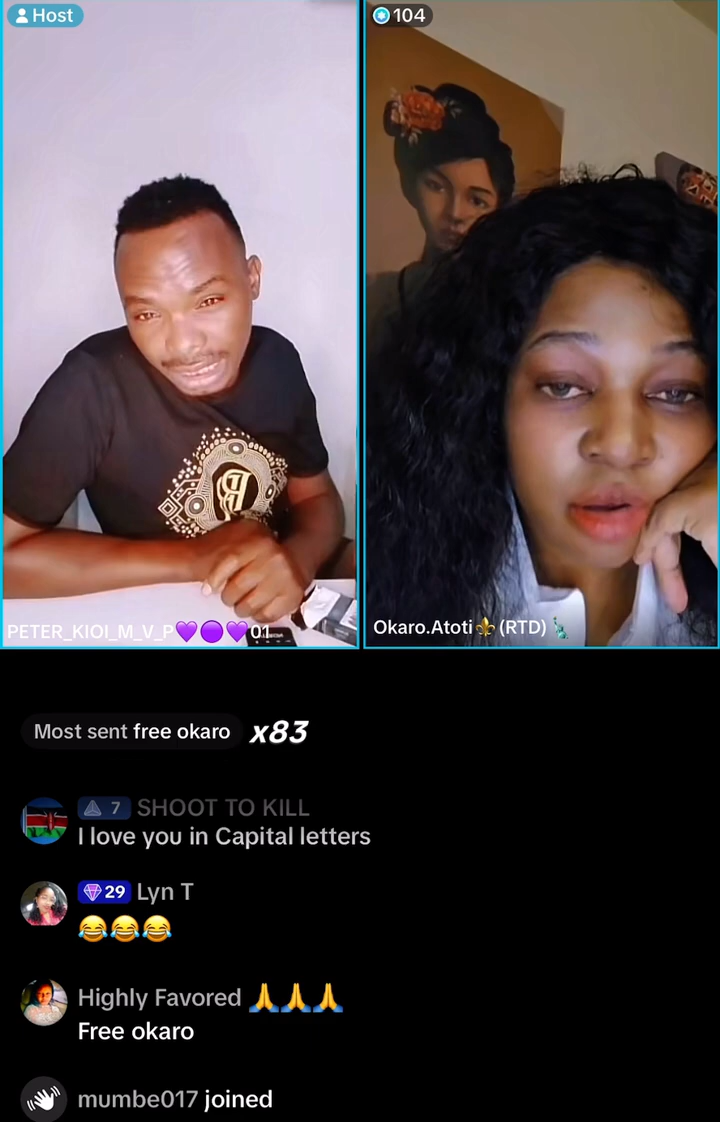 Host
104
PETER_KIOI_M_V_P💜🟣💜01
Okaro.Atoti⚜️(RTD)🗽
Most sent free okaro x83
7 SHOOT TO KILL
I love you in Capital letters
29 Lyn T
😂😂😂
Highly Favored 🙏🙏🙏
Free okaro
mumbe017 joined